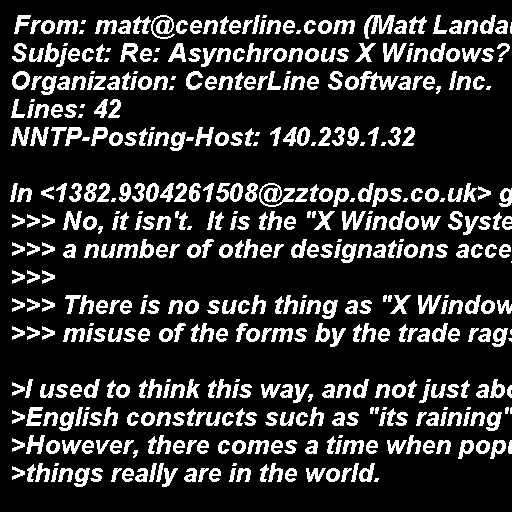 From: matt@centerline.com (Matt Landau
Subject: Re: Asynchronous X Windows?
Organization: CenterLine Software, Inc.
Lines: 42
NNTP-Posting-Host: 140.239.1.32
In <1382.9304261508@zztop.dps.co.uk> g
>>> No, it isn't.  It is the "X Window Syste
>>> a number of other designations acce
>>>
>>> There is no such thing as "X Window
>>> misuse of the forms by the trade rags
>I used to think this way, and not just abo
>English constructs such as "its raining"
>However, there comes a time when popu
>things really are in the world.